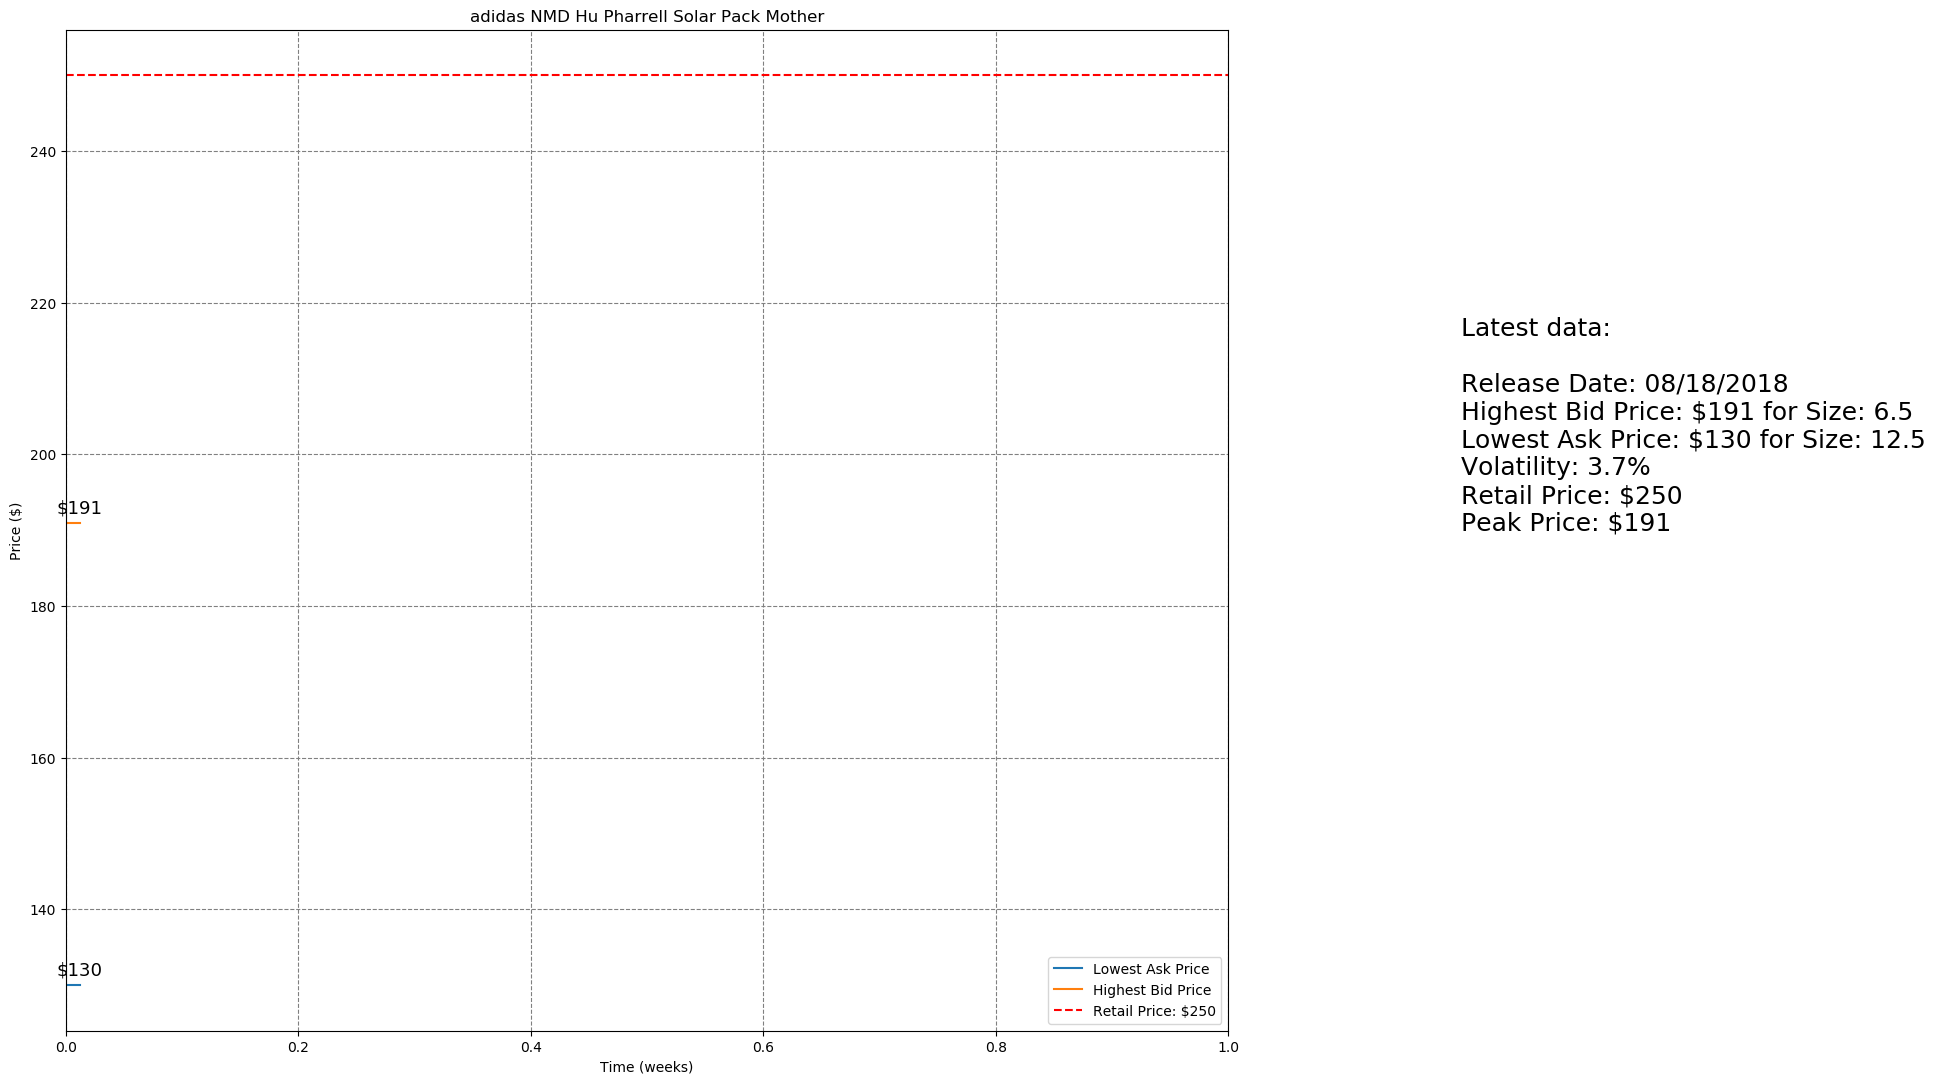 adidas NMD Hu Pharrell Solar Pack Mother
240
220
200
180
160
140
Price ($)
$191
$130
0.0
0.2
0.4
0.6
0.8
1.0
Time (weeks)
Lowest Ask Price
Highest Bid Price
Retail Price: $250
Latest data:
Release Date: 08/18/2018
Highest Bid Price: $191 for Size: 6.5
Lowest Ask Price: $130 for Size: 12.5
Volatility: 3.7%
Retail Price: $250
Peak Price: $191